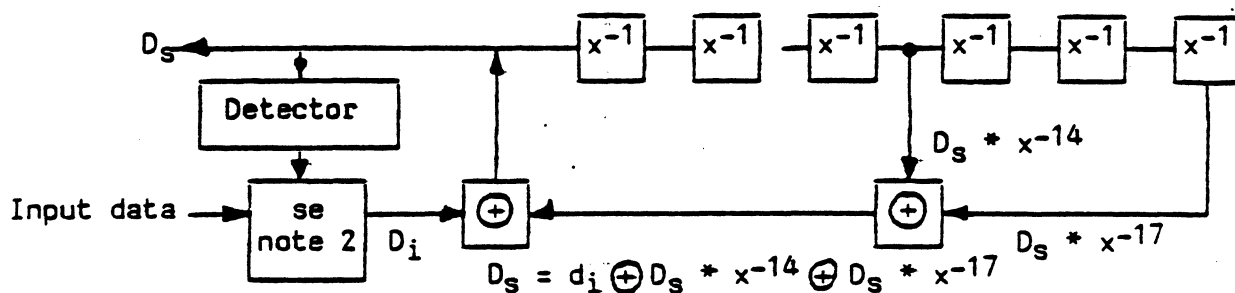 Dₛ x⁻¹ x⁻¹ x⁻¹ x⁻¹ x⁻¹ x⁻¹
Detector
Dₛ * x⁻¹⁴
Input data se
note 2 Dᵢ ⊕ ⊕ Dₛ * x⁻¹⁷
Dₛ = dᵢ ⊕ Dₛ * x⁻¹⁴ ⊕ Dₛ * x⁻¹⁷